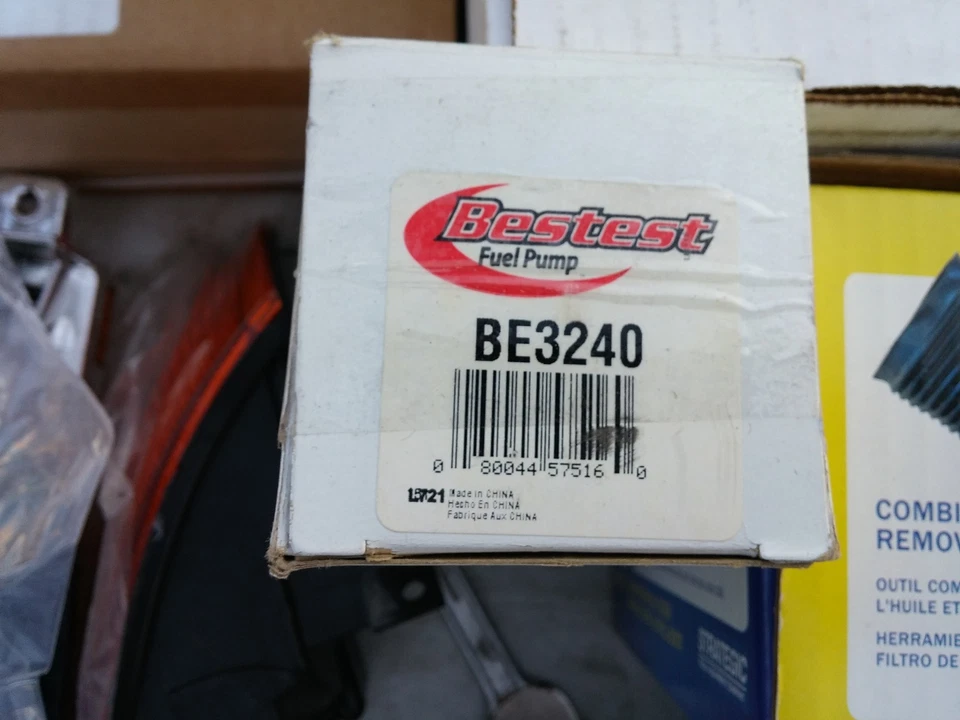 Bestest
Fuel Pump
BE3240
0 80044 57516 0
Made in CHINA
Hecho En CHINA
Fabrique Aux CHINA
STRATEGIC
COMBI
REMOV
OUTIL COM
L'HUILE ET
HERRAMIE
FILTRO DE